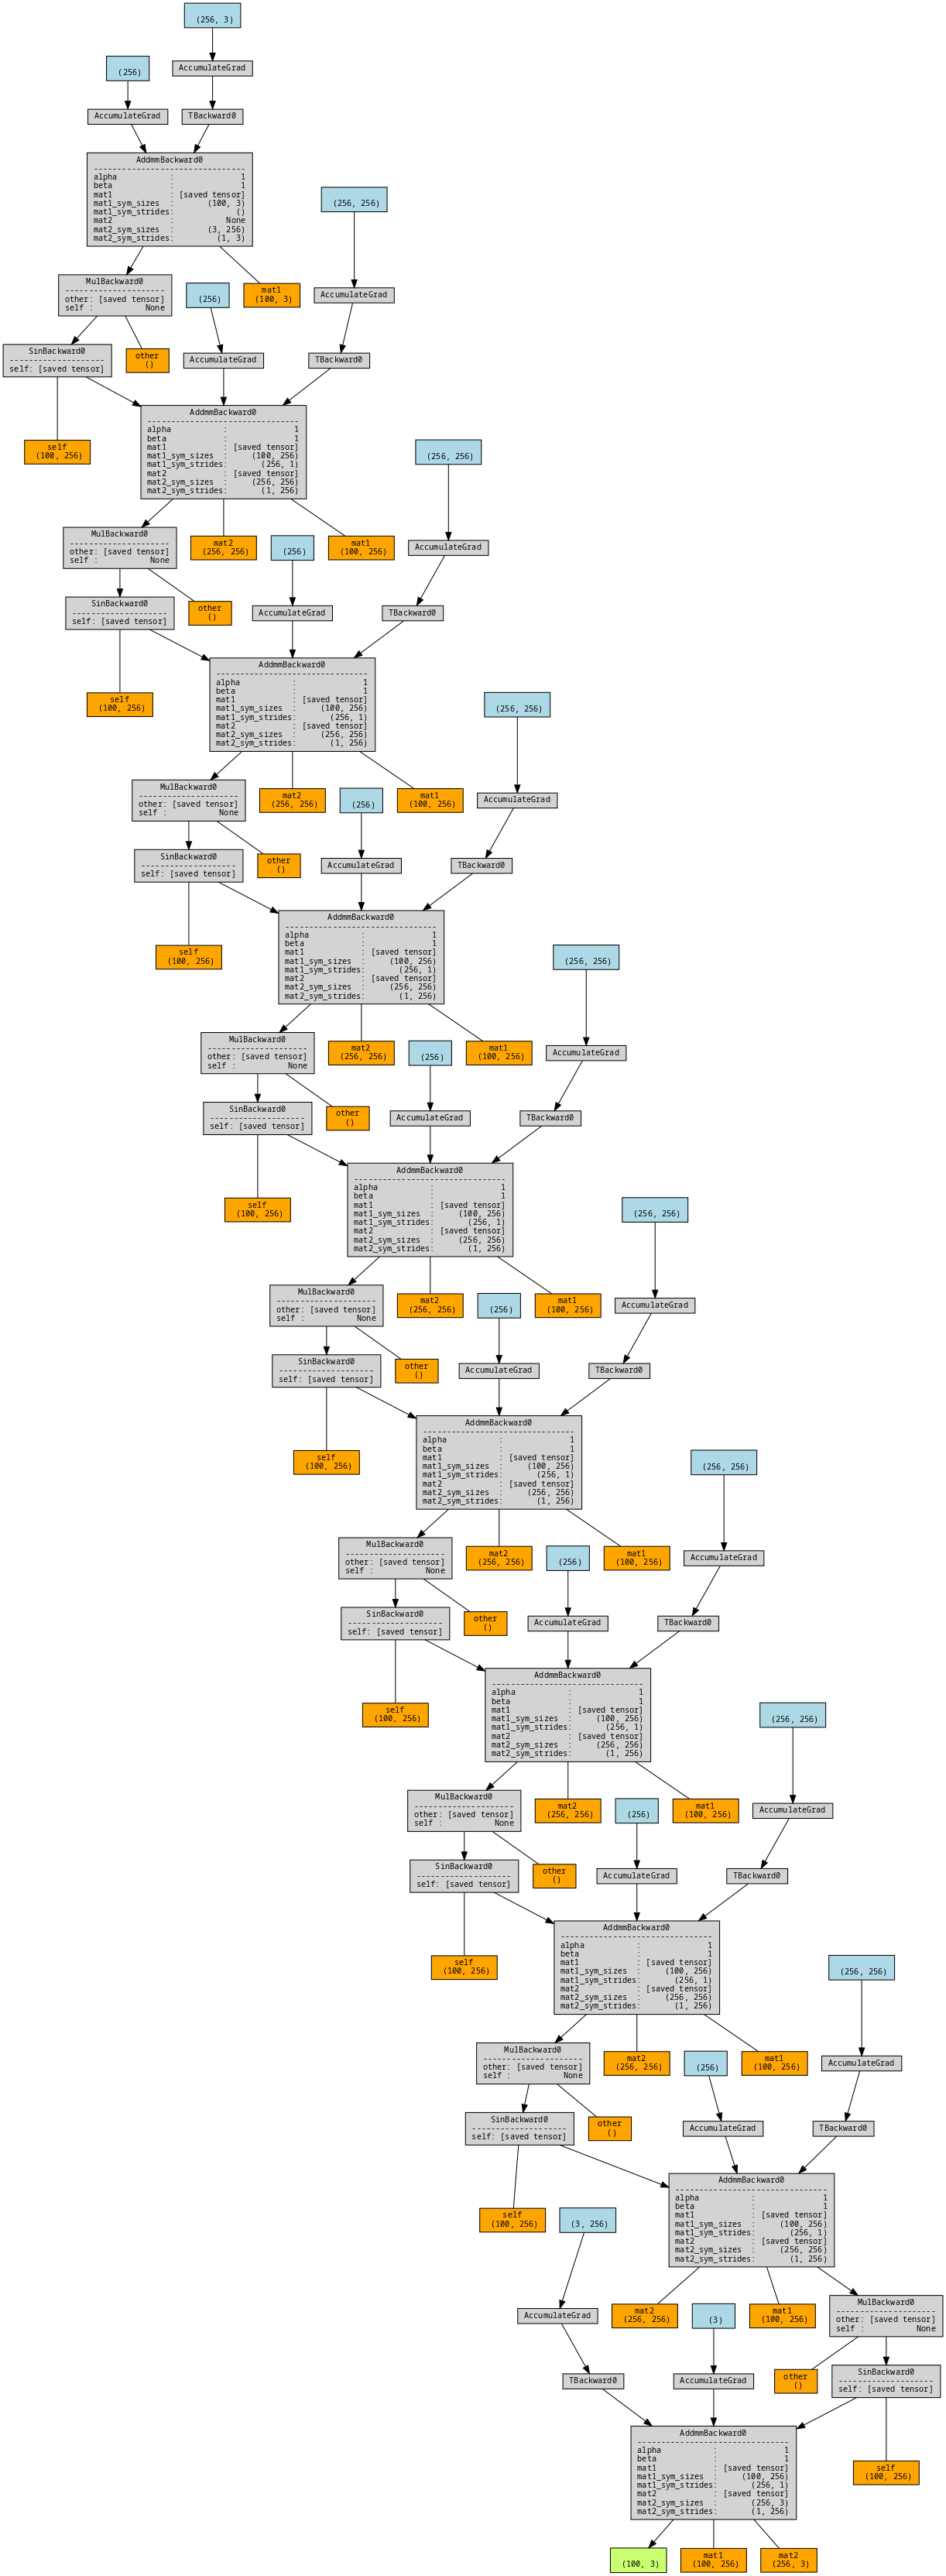 (256, 3)
AccumulateGrad
(256)
AccumulateGrad
TBackward0
AddmmBackward0
-------------------------------
alpha : 1
beta : 1
mat1 : [saved tensor]
mat1_sym_sizes : (100, 3)
mat1_sym_strides: ()
mat2 : None
mat2_sym_sizes : (3, 256)
mat2_sym_strides: (1, 3)
(256, 256)
MulBackward0
---------------------
other: [saved tensor]
self : None
(256)
mat1
(100, 3)
AccumulateGrad
SinBackward0
--------------------
self: [saved tensor]
other
()
AccumulateGrad
TBackward0
self
(100, 256)
AddmmBackward0
-------------------------------
alpha : 1
beta : 1
mat1 : [saved tensor]
mat1_sym_sizes : (100, 256)
mat1_sym_strides: (256, 1)
mat2 : [saved tensor]
mat2_sym_sizes : (256, 256)
mat2_sym_strides: (1, 256)
(256, 256)
MulBackward0
---------------------
other: [saved tensor]
self : None
mat2
(256, 256)
(256)
mat1
(100, 256)
AccumulateGrad
SinBackward0
--------------------
self: [saved tensor]
other
()
AccumulateGrad
TBackward0
self
(100, 256)
AddmmBackward0
-------------------------------
alpha : 1
beta : 1
mat1 : [saved tensor]
mat1_sym_sizes : (100, 256)
mat1_sym_strides: (256, 1)
mat2 : [saved tensor]
mat2_sym_sizes : (256, 256)
mat2_sym_strides: (1, 256)
(256, 256)
MulBackward0
---------------------
other: [saved tensor]
self : None
mat2
(256, 256)
(256)
mat1
(100, 256)
AccumulateGrad
SinBackward0
--------------------
self: [saved tensor]
other
()
AccumulateGrad
TBackward0
self
(100, 256)
AddmmBackward0
-------------------------------
alpha : 1
beta : 1
mat1 : [saved tensor]
mat1_sym_sizes : (100, 256)
mat1_sym_strides: (256, 1)
mat2 : [saved tensor]
mat2_sym_sizes : (256, 256)
mat2_sym_strides: (1, 256)
(256, 256)
MulBackward0
---------------------
other: [saved tensor]
self : None
mat2
(256, 256)
(256)
mat1
(100, 256)
AccumulateGrad
SinBackward0
--------------------
self: [saved tensor]
other
()
AccumulateGrad
TBackward0
self
(100, 256)
AddmmBackward0
-------------------------------
alpha : 1
beta : 1
mat1 : [saved tensor]
mat1_sym_sizes : (100, 256)
mat1_sym_strides: (256, 1)
mat2 : [saved tensor]
mat2_sym_sizes : (256, 256)
mat2_sym_strides: (1, 256)
(256, 256)
MulBackward0
---------------------
other: [saved tensor]
self : None
mat2
(256, 256)
(256)
mat1
(100, 256)
AccumulateGrad
SinBackward0
--------------------
self: [saved tensor]
other
()
AccumulateGrad
TBackward0
self
(100, 256)
AddmmBackward0
-------------------------------
alpha : 1
beta : 1
mat1 : [saved tensor]
mat1_sym_sizes : (100, 256)
mat1_sym_strides: (256, 1)
mat2 : [saved tensor]
mat2_sym_sizes : (256, 256)
mat2_sym_strides: (1, 256)
(256, 256)
MulBackward0
---------------------
other: [saved tensor]
self : None
mat2
(256, 256)
(256)
mat1
(100, 256)
AccumulateGrad
SinBackward0
--------------------
self: [saved tensor]
other
()
AccumulateGrad
TBackward0
self
(100, 256)
AddmmBackward0
-------------------------------
alpha : 1
beta : 1
mat1 : [saved tensor]
mat1_sym_sizes : (100, 256)
mat1_sym_strides: (256, 1)
mat2 : [saved tensor]
mat2_sym_sizes : (256, 256)
mat2_sym_strides: (1, 256)
(256, 256)
MulBackward0
---------------------
other: [saved tensor]
self : None
mat2
(256, 256)
(256)
mat1
(100, 256)
AccumulateGrad
SinBackward0
--------------------
self: [saved tensor]
other
()
AccumulateGrad
TBackward0
self
(100, 256)
AddmmBackward0
-------------------------------
alpha : 1
beta : 1
mat1 : [saved tensor]
mat1_sym_sizes : (100, 256)
mat1_sym_strides: (256, 1)
mat2 : [saved tensor]
mat2_sym_sizes : (256, 256)
mat2_sym_strides: (1, 256)
(256, 256)
MulBackward0
---------------------
other: [saved tensor]
self : None
mat2
(256, 256)
(256)
mat1
(100, 256)
AccumulateGrad
SinBackward0
--------------------
self: [saved tensor]
other
()
AccumulateGrad
TBackward0
self
(100, 256)
(3, 256)
AddmmBackward0
-------------------------------
alpha : 1
beta : 1
mat1 : [saved tensor]
mat1_sym_sizes : (100, 256)
mat1_sym_strides: (256, 1)
mat2 : [saved tensor]
mat2_sym_sizes : (256, 256)
mat2_sym_strides: (1, 256)
AccumulateGrad
mat2
(256, 256)
(3)
mat1
(100, 256)
MulBackward0
---------------------
other: [saved tensor]
self : None
TBackward0
AccumulateGrad
other
()
SinBackward0
--------------------
self: [saved tensor]
AddmmBackward0
-------------------------------
alpha : 1
beta : 1
mat1 : [saved tensor]
mat1_sym_sizes : (100, 256)
mat1_sym_strides: (256, 1)
mat2 : [saved tensor]
mat2_sym_sizes : (256, 3)
mat2_sym_strides: (1, 256)
self
(100, 256)
(100, 3)
mat1
(100, 256)
mat2
(256, 3)